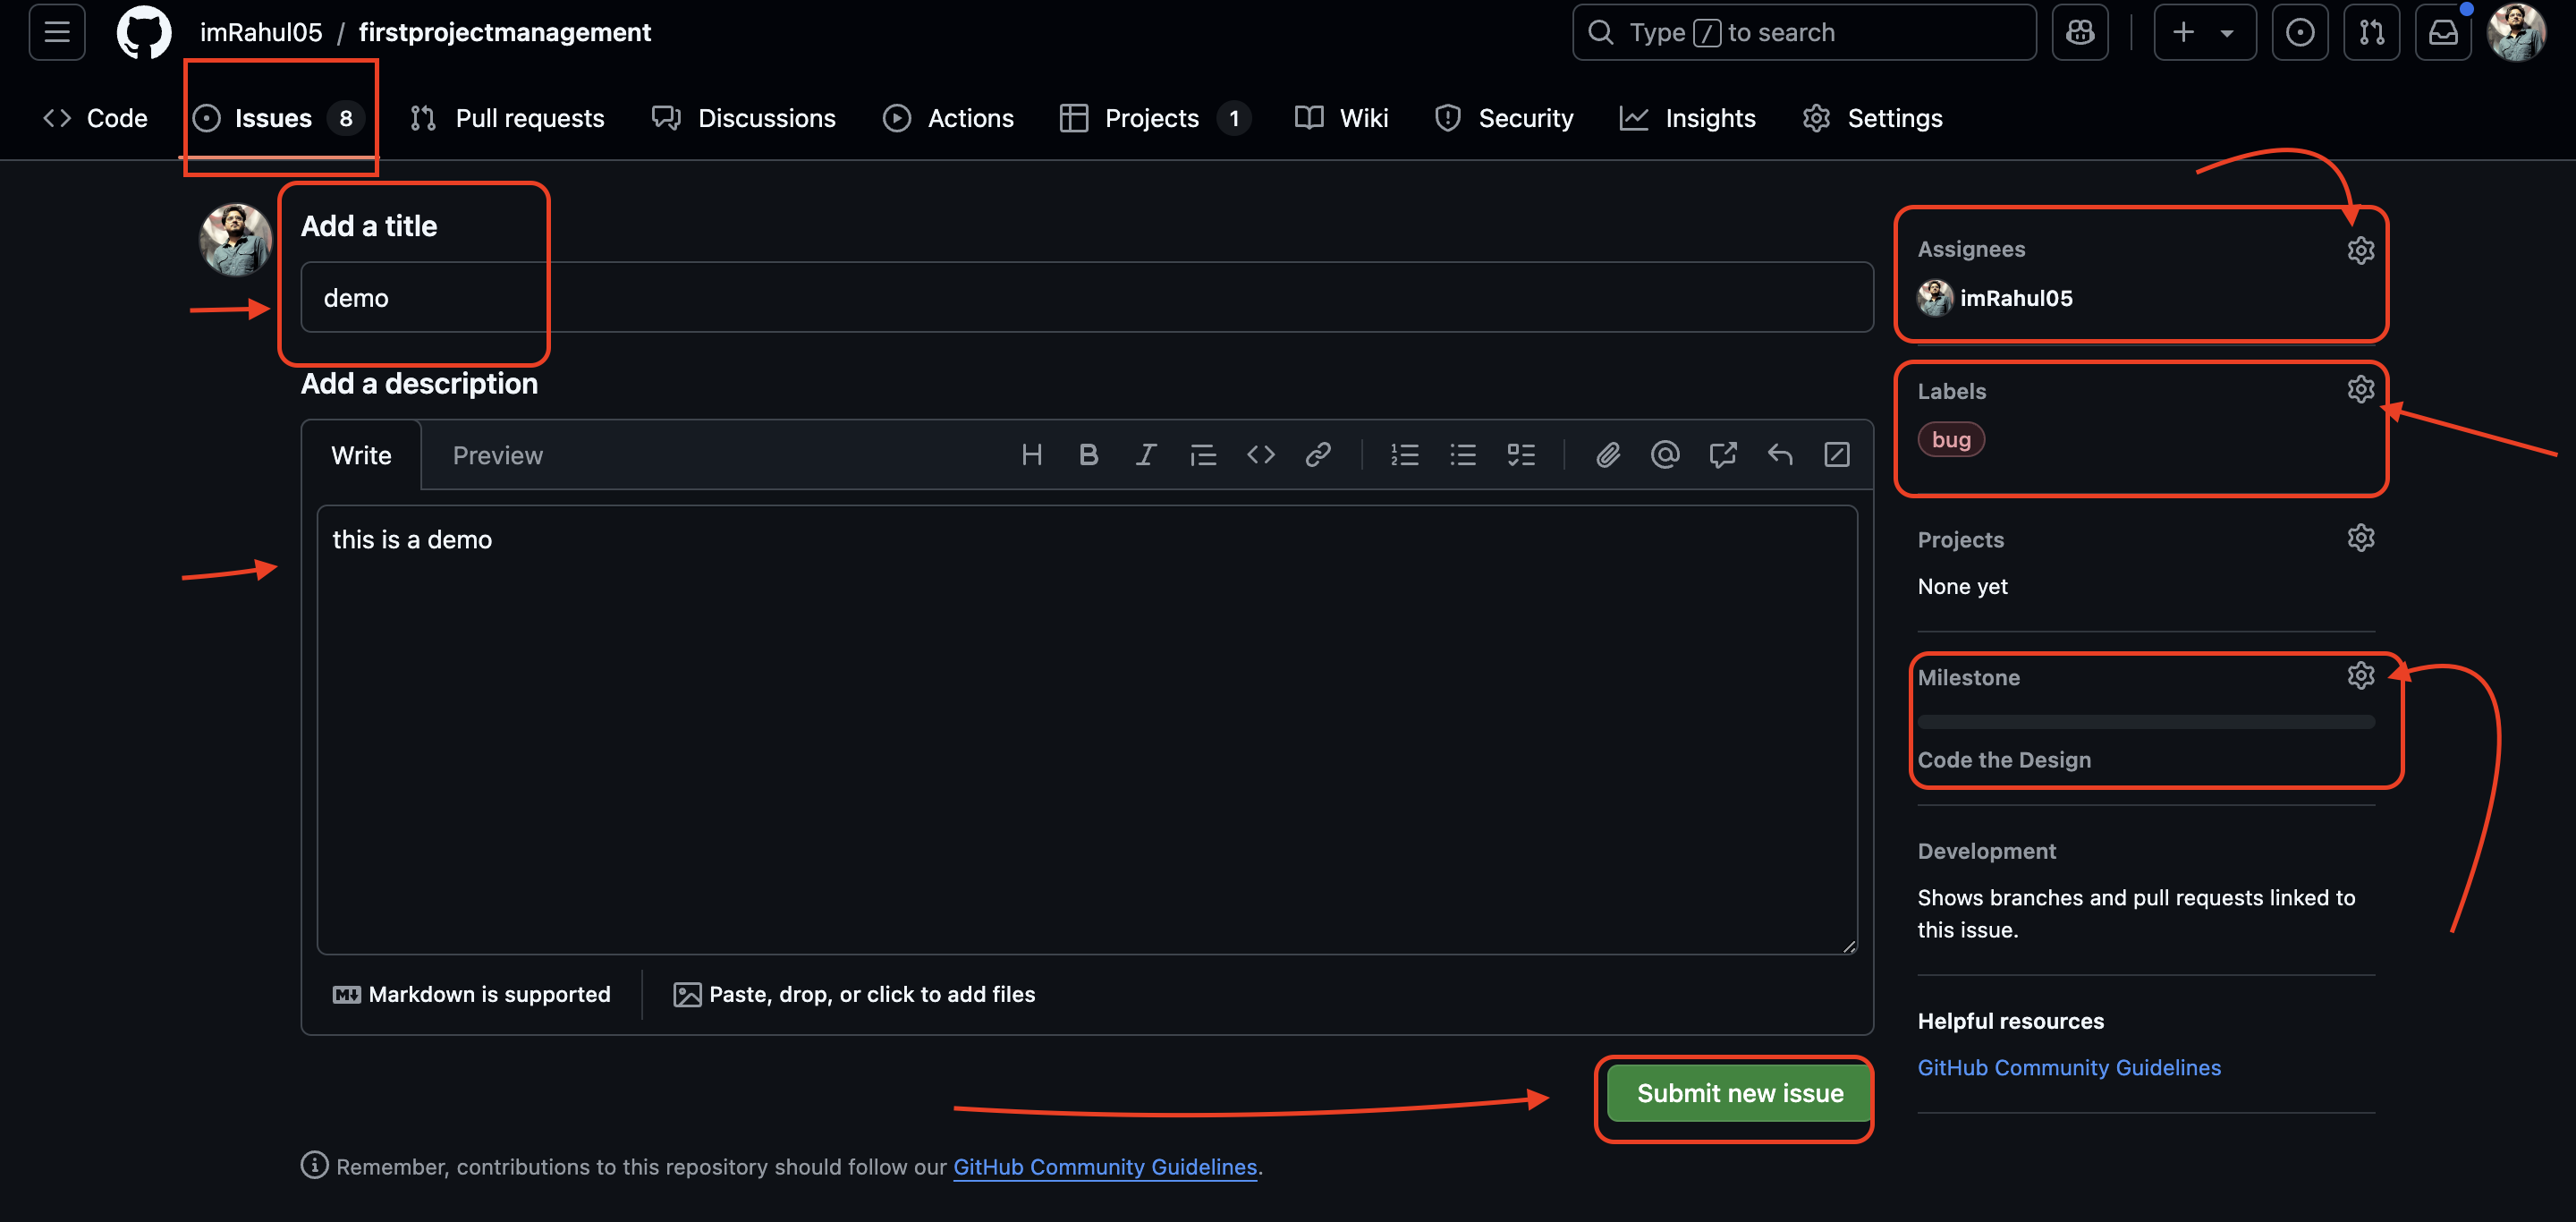 imRahul05 / firstprojectmanagement
Type / to search
Code
Issues 8
Pull requests
Discussions
Actions
Projects 1
Wiki
Security
Insights
Settings
Add a title
demo
Add a description
Write
Preview
this is a demo
Markdown is supported
Paste, drop, or click to add files
Submit new issue
Remember, contributions to this repository should follow our GitHub Community Guidelines.
Assignees
imRahul05
Labels
bug
Projects
None yet
Milestone
Code the Design
Development
Shows branches and pull requests linked to
this issue.
Helpful resources
GitHub Community Guidelines